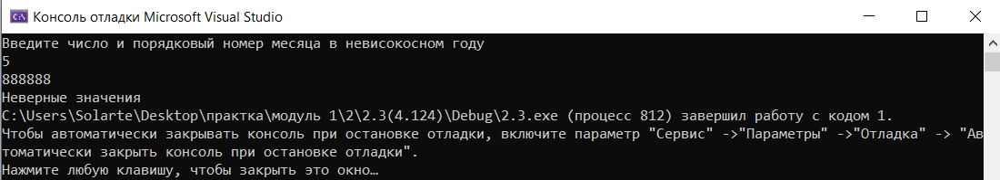 Консоль отладки Microsoft Visual Studio
Введите число и порядковый номер месяца в невисокосном году
5
888888
Неверные значения
C:\Users\Solarte\Desktop\практка\модуль 1\2\2.3(4.124)\Debug\2.3.exe (процесс 812) завершил работу с кодом 1.
Чтобы автоматически закрывать консоль при остановке отладки, включите параметр "Сервис" ->"Параметры" ->"Отладка" -> "Ав
томатически закрыть консоль при остановке отладки".
Нажмите любую клавишу, чтобы закрыть это окно…